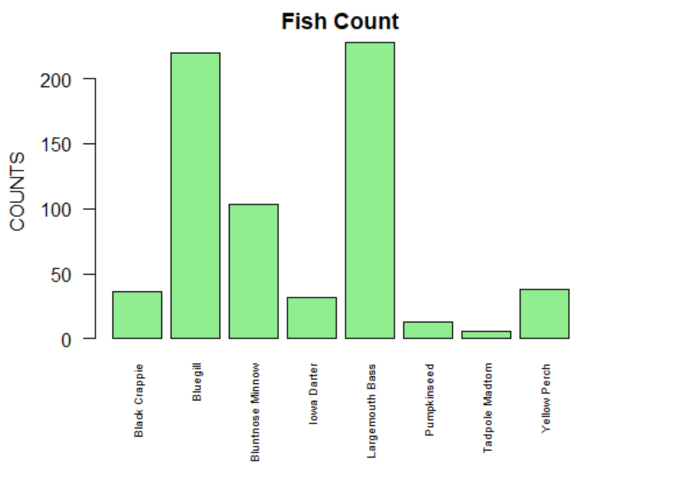 Fish Count
COUNTS
200
150
100
50
0
Black Crappie
Bluegill
Bluntnose Minnow
Iowa Darter
Largemouth Bass
Pumpkinseed
Tadpole Madtom
Yellow Perch